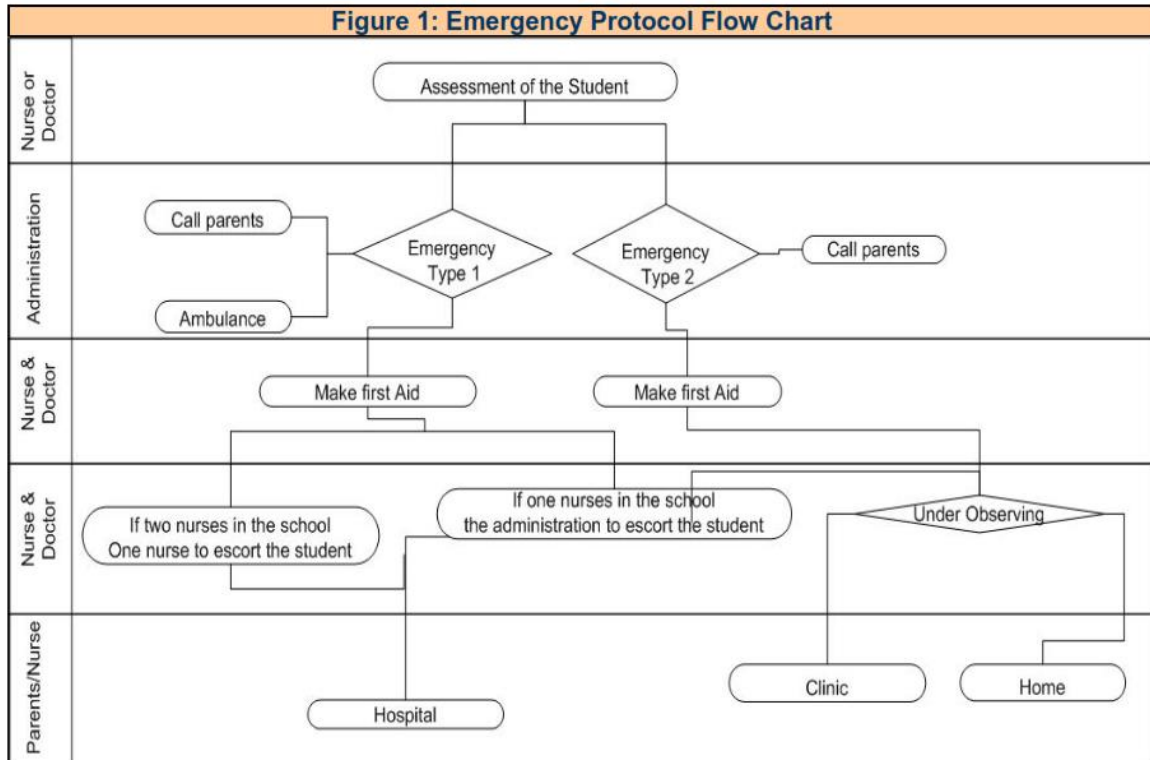 Figure 1: Emergency Protocol Flow Chart
Nurse or
Doctor
Assessment of the Student
Administration
Call parents
Ambulance
Emergency
Type 1
Emergency
Type 2
Call parents
Nurse &
Doctor
Make first Aid
Make first Aid
Nurse &
Doctor
If two nurses in the school
One nurse to escort the student
If one nurses in the school
the administration to escort the student
Under Observing
Parents/Nurse
Hospital
Clinic
Home